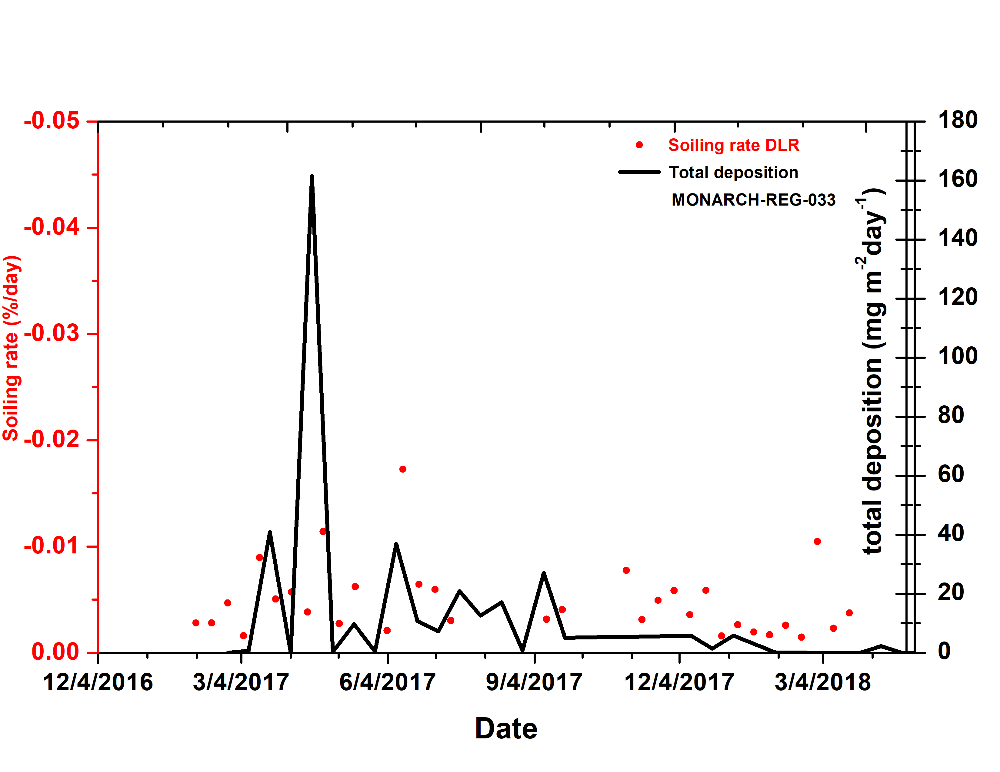 -0.05
-0.04
-0.03
-0.02
-0.01
0.00
Soiling rate (%/day)
Soiling rate DLR
Total deposition
MONARCH-REG-033
total deposition (mg m-2 day-1)
180
160
140
120
100
80
60
40
20
0
12/4/2016 3/4/2017 6/4/2017 9/4/2017 12/4/2017 3/4/2018
Date